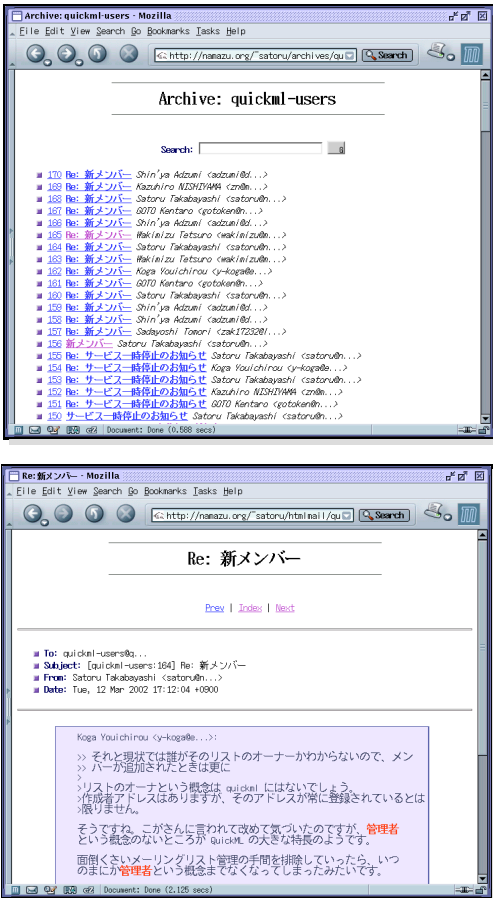 Archive: quickml-users - Mozilla
File Edit View Search Go Bookmarks Tasks Help
http://namazu.org/~satoru/archives/qu
Search
Archive: quickml-users
Search:
170 Re: 新メンバー Shin'ya Adzumi <adzumi@d...>
169 Re: 新メンバー Kazuhiro NISHIYAMA <zn@m...>
168 Re: 新メンバー Satoru Takabayashi <satoru@n...>
167 Re: 新メンバー GOTO Kentaro <gotoken@n...>
166 Re: 新メンバー Shin'ya Adzumi <adzumi@d...>
165 Re: 新メンバー Wakimizu Tetsuro <wakimizu@m...>
164 Re: 新メンバー Satoru Takabayashi <satoru@n...>
163 Re: 新メンバー Wakimizu Tetsuro <wakimizu@m...>
162 Re: 新メンバー Koga Youichirou <y-koga@e...>
161 Re: 新メンバー GOTO Kentaro <gotoken@n...>
160 Re: 新メンバー Satoru Takabayashi <satoru@n...>
159 Re: 新メンバー Shin'ya Adzumi <adzumi@d...>
158 Re: 新メンバー Shin'ya Adzumi <adzumi@d...>
157 Re: 新メンバー Sadayoshi Tomori <zak17232@l...>
156 新メンバー Satoru Takabayashi <satoru@n...>
155 Re: サービス一時停止のお知らせ Satoru Takabayashi <satoru@n...>
154 Re: サービス一時停止のお知らせ Koga Youichirou <y-koga@e...>
153 Re: サービス一時停止のお知らせ Satoru Takabayashi <satoru@n...>
152 Re: サービス一時停止のお知らせ Kazuhiro NISHIYAMA <zn@m...>
151 Re: サービス一時停止のお知らせ GOTO Kentaro <gotoken@n...>
150 サービス一時停止のお知らせ Satoru Takabayashi <satoru@n...>
Document: Done (0.588 secs)
Re: 新メンバー - Mozilla
File Edit View Search Go Bookmarks Tasks Help
http://namazu.org/~satoru/htmlmail/qu
Search
Re: 新メンバー
Prev | Index | Next
To: quickml-users@q...
Subject: [quickml-users:164] Re: 新メンバー
From: Satoru Takabayashi <satoru@n...>
Date: Tue, 12 Mar 2002 17:12:04 +0900
Koga Youichirou <y-koga@e...>:
>> それと現状では誰がそのリストのオーナーかわからないので、メン
>> バーが追加されたときは更に
>
>リストのオーナという概念は quickml にはないでしょう。
>作成者アドレスはありますが、そのアドレスが常に登録されているとは
>限りません。
そうですね。こがさんに言われて改めて気づいたのですが、管理者
という概念のないところが QuickML の大きな特長のようです。
面倒くさいメーリングリスト管理の手間を排除していったら、いつ
のまにか管理者という概念までなくなってしまったみたいです。
Document: Done (2.125 secs)